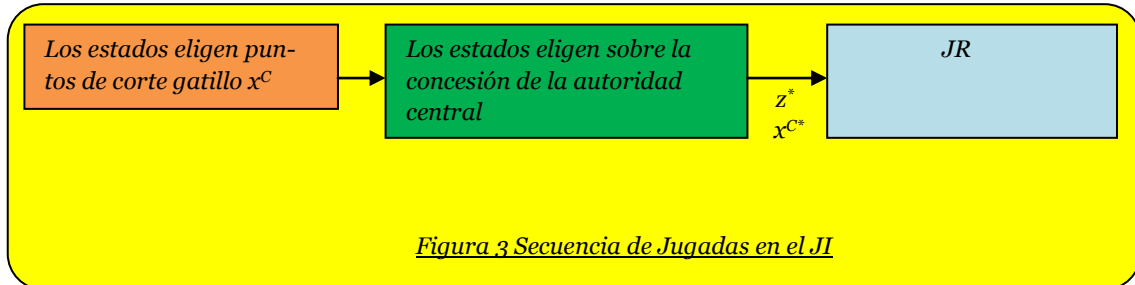 Los estados eligen pun-
tos de corte gatillo x^C
Los estados eligen sobre la
concesión de la autoridad
central
z^*
x^C*
JR
Figura 3 Secuencia de Jugadas en el JI